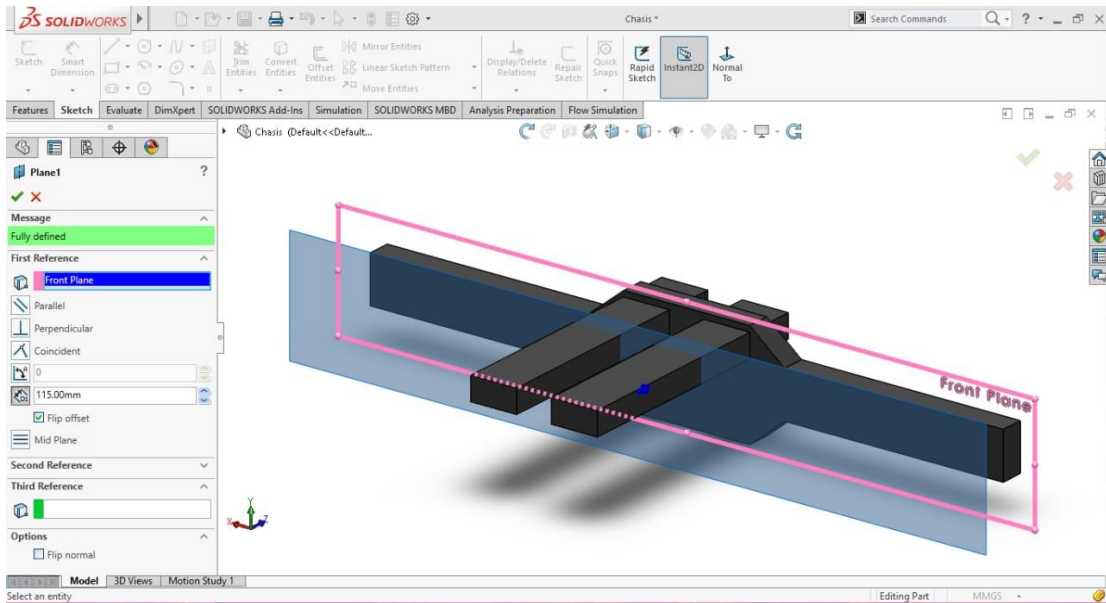 SOLIDWORKS
Chasis *
Search Commands
?
Sketch
Smart Dimension
Trim Entities
Convert Entities
Offset Entities
Mirror Entities
Linear Sketch Pattern
Move Entities
Display/Delete Relations
Repair Sketch
Quick Snaps
Rapid Sketch
Instant2D
Normal To
Features Sketch Evaluate DimXpert SOLIDWORKS Add-Ins Simulation SOLIDWORKS MBD Analysis Preparation Flow Simulation
Chasis (Default<<Default...
Plane1 ?
Message
Fully defined
First Reference
Front Plane
Parallel
Perpendicular
Coincident
0
115.00mm
Flip offset
Mid Plane
Second Reference
Third Reference
Options
Flip normal
Front Plane
Y
X
Z
Model 3D Views Motion Study 1
Select an entity
Editing Part
MMGS